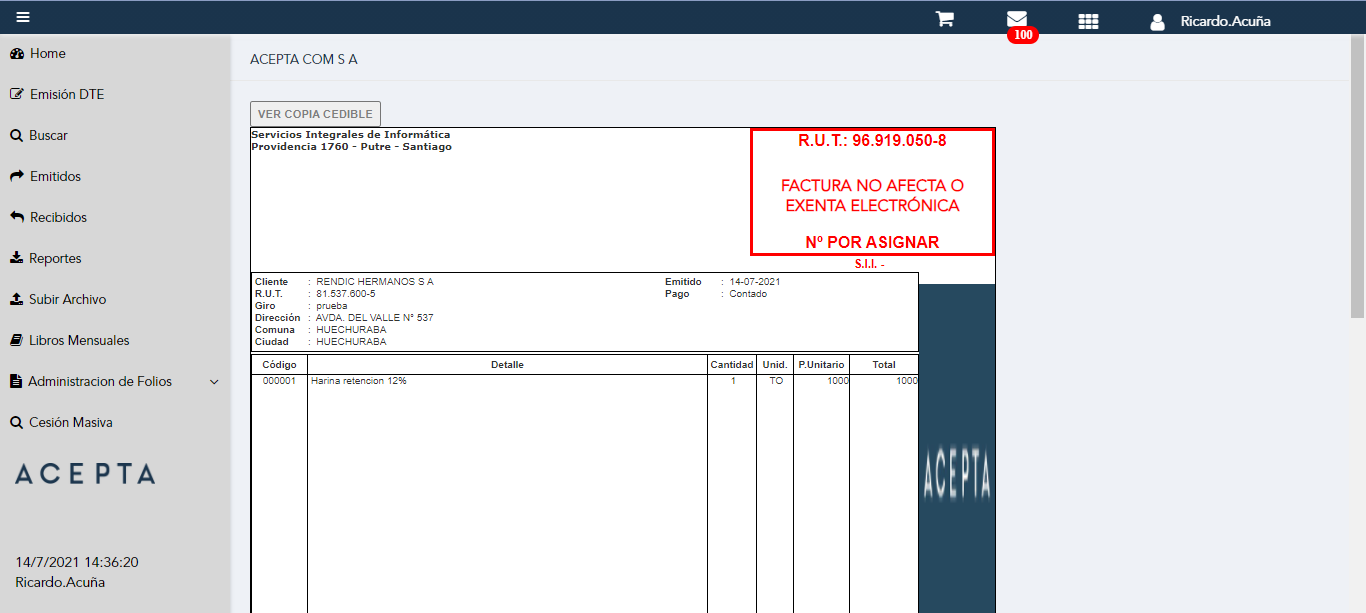 Ricardo.Acuña
100
Home
Emisión DTE
Buscar
Emitidos
Recibidos
Reportes
Subir Archivo
Libros Mensuales
Administracion de Folios
Cesión Masiva
ACEPTA
14/7/2021 14:36:20
Ricardo.Acuña
ACEPTA COM S A
VER COPIA CEDIBLE
Servicios Integrales de Informática
Providencia 1760 - Putre - Santiago
R.U.T.: 96.919.050-8
FACTURA NO AFECTA O
EXENTA ELECTRÓNICA
Nº POR ASIGNAR
S.I.I. -
Cliente : RENDIC HERMANOS S A Emitido : 14-07-2021
R.U.T. : 81.537.600-5 Pago : Contado
Giro : prueba
Dirección : AVDA. DEL VALLE N° 537
Comuna : HUECHURABA
Ciudad : HUECHURABA
Código Detalle Cantidad Unid. P.Unitario Total
000001 Harina retencion 12% 1 TO 1000 1000
ACEPTA